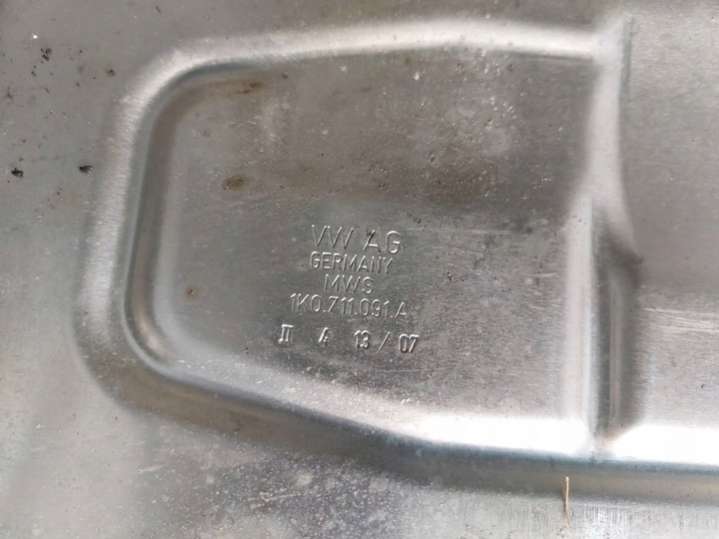 VW AG
GERMANY
MWS
1K0.711.091.A
II 4 13/07